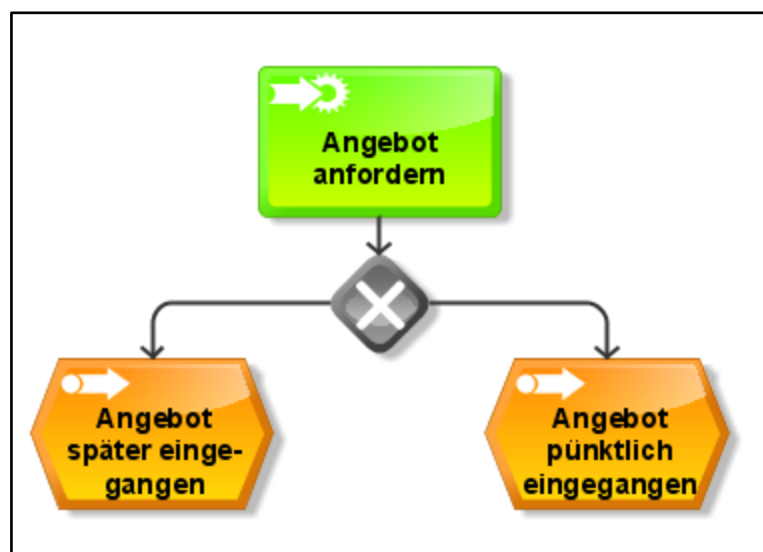 Angebot
anfordern
Angebot
später einge-
gangen
Angebot
pünktlich
eingegangen